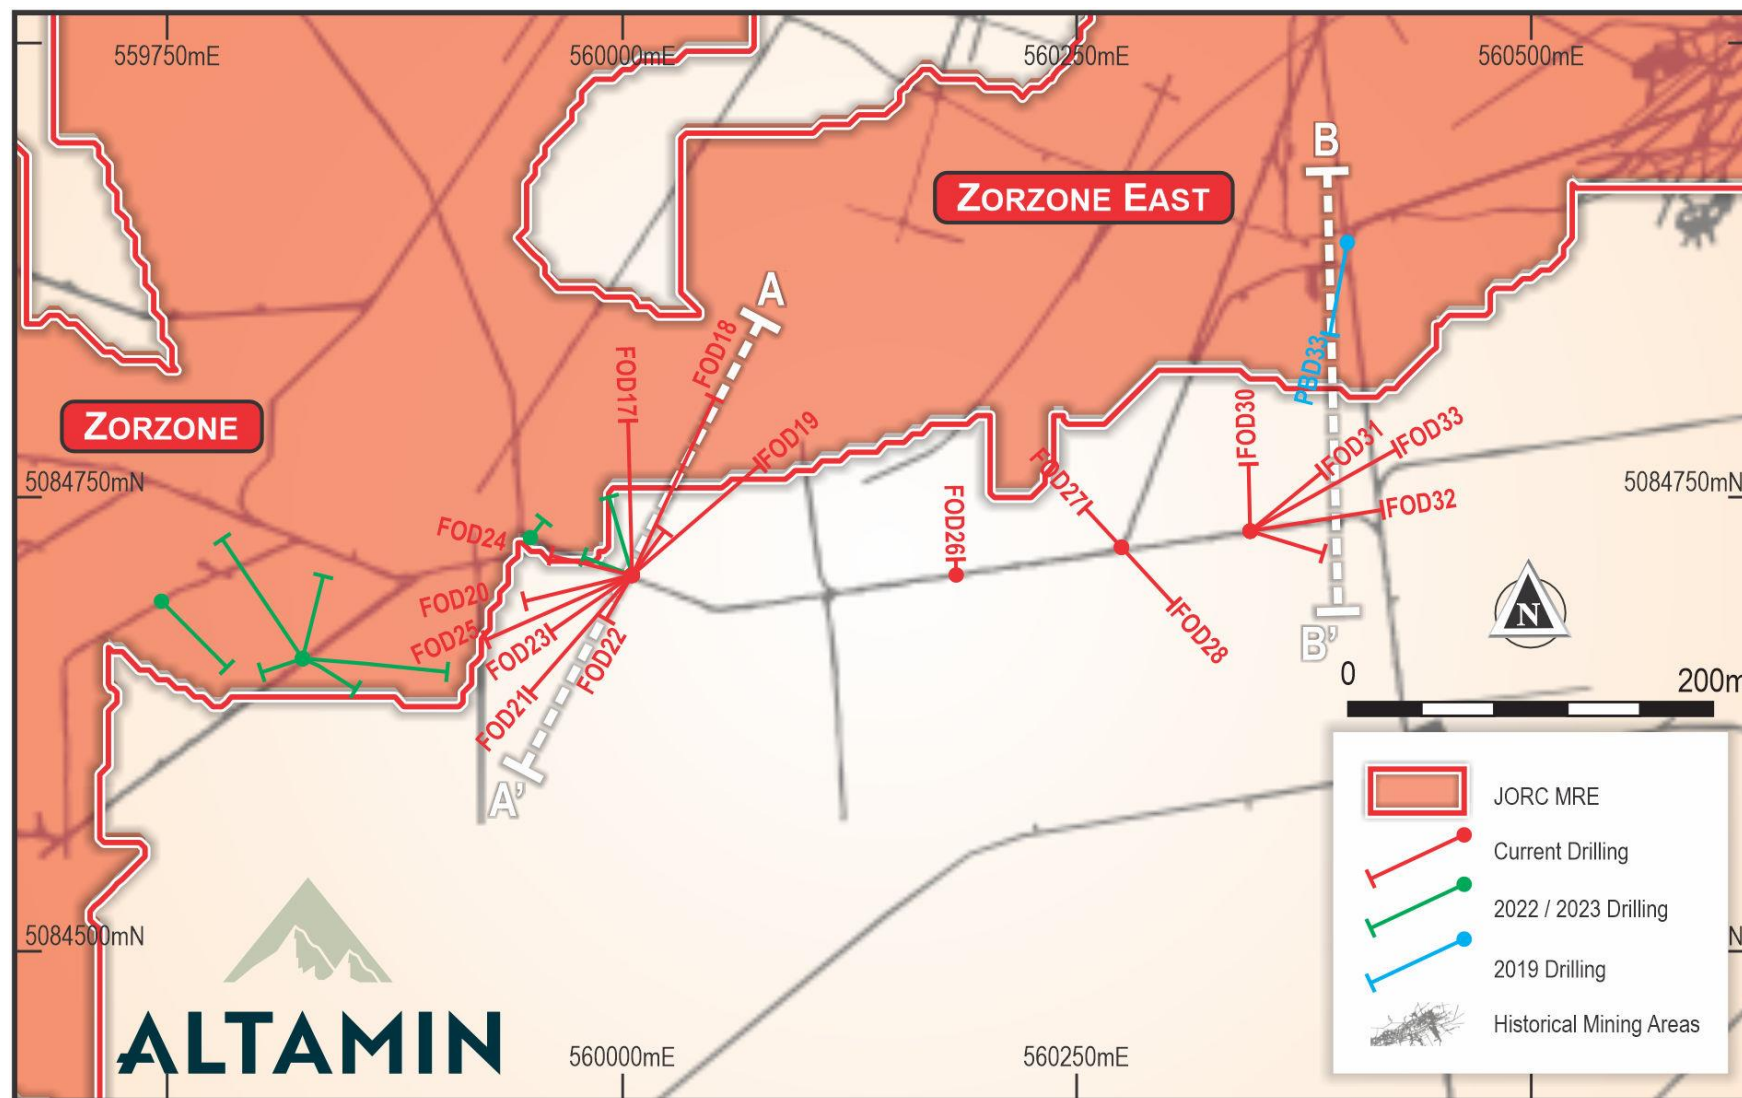 559750mE
560000mE
560250mE
560500mE
B
ZORZONE EAST
A
FOD18
FOD17
PBD33
FOD19
FOD30
FOD31
FOD33
ZORZONE
5084750mN
5084750mN
FOD27
FOD32
FOD24
FOD26
FOD20
FOD25
FOD23
FOD22
FOD28
B'
N
FOD21
A'
0
200m
JORC MRE
Current Drilling
2022 / 2023 Drilling
2019 Drilling
Historical Mining Areas
5084500mN
N
ALTAMIN
560000mE
560250mE